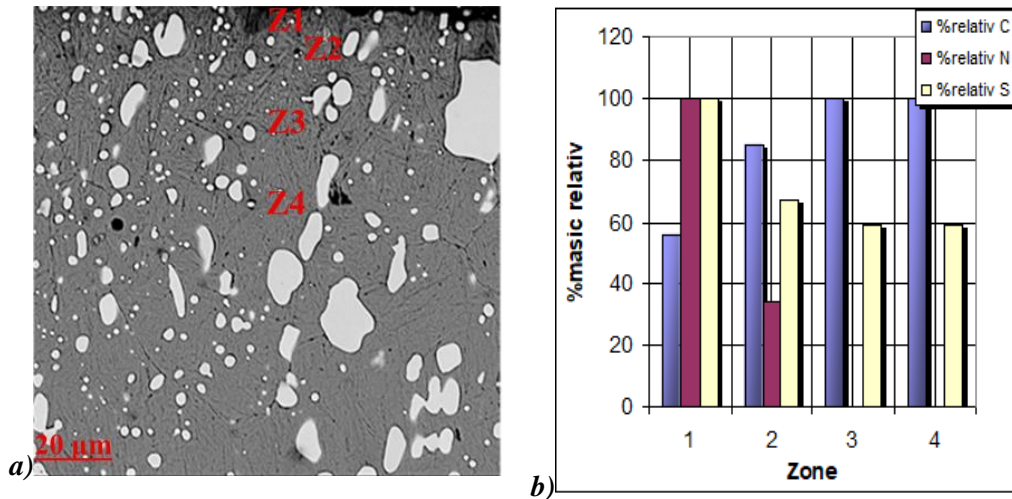 Z1
Z2
Z3
Z4
20 µm
a)
%relativ C
%relativ N
%relativ S
120
100
80
60
40
20
0
%masic relativ
1 2 3 4
Zone
b)